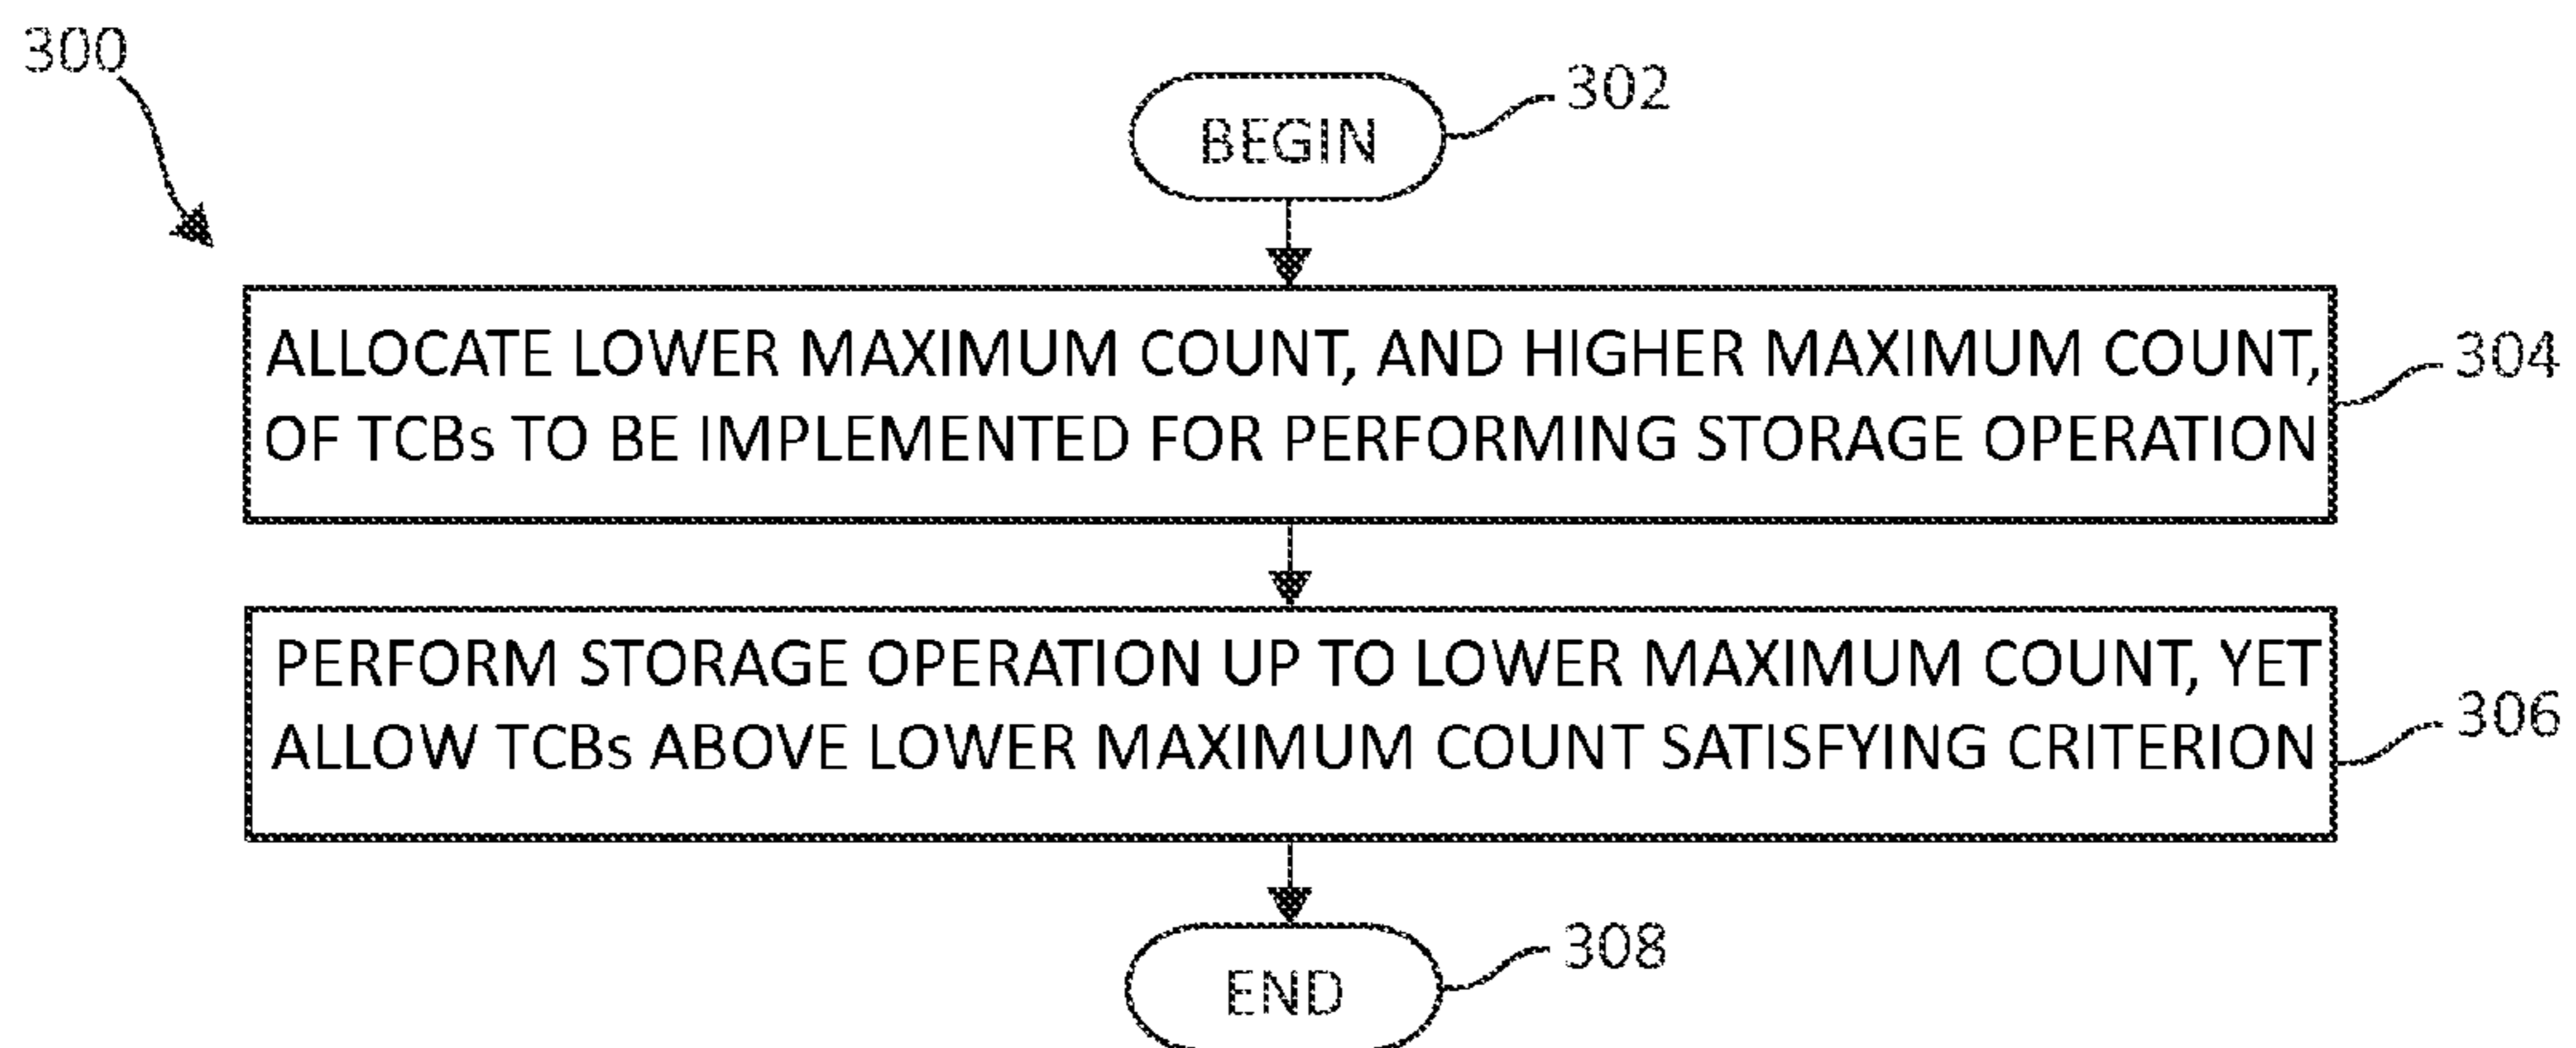 300
302
BEGIN
ALLOCATE LOWER MAXIMUM COUNT, AND HIGHER MAXIMUM COUNT,
OF TCBs TO BE IMPLEMENTED FOR PERFORMING STORAGE OPERATION
304
PERFORM STORAGE OPERATION UP TO LOWER MAXIMUM COUNT, YET
ALLOW TCBs ABOVE LOWER MAXIMUM COUNT SATISFYING CRITERION
306
308
END